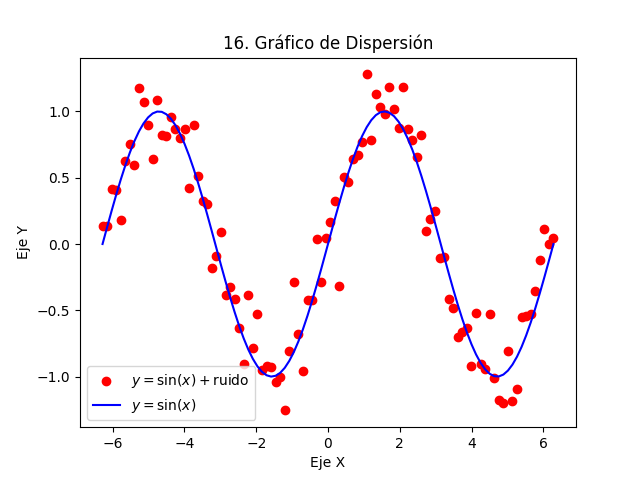 16. Gráfico de Dispersión
Eje Y
1.0
0.5
0.0
−0.5
−1.0
y = sin(x) + ruido
y = sin(x)
−6 −4 −2 0 2 4 6
Eje X